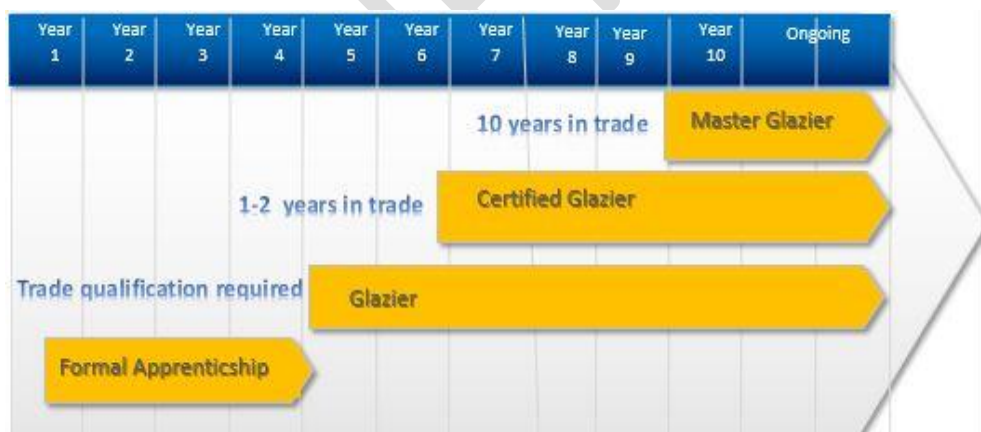 Year 1
Year 2
Year 3
Year 4
Year 5
Year 6
Year 7
Year 8
Year 9
Year 10
Ongoing
10 years in trade
Master Glazier
1-2 years in trade
Certified Glazier
Trade qualification required
Glazier
Formal Apprenticship